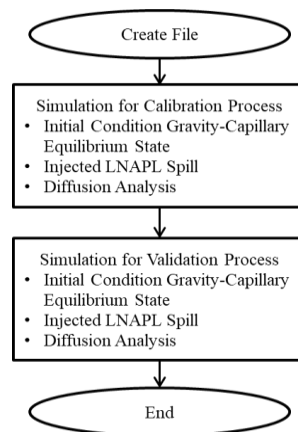 Create File
Simulation for Calibration Process
• Initial Condition Gravity-Capillary
Equilibrium State
• Injected LNAPL Spill
• Diffusion Analysis
Simulation for Validation Process
• Initial Condition Gravity-Capillary
Equilibrium State
• Injected LNAPL Spill
• Diffusion Analysis
End